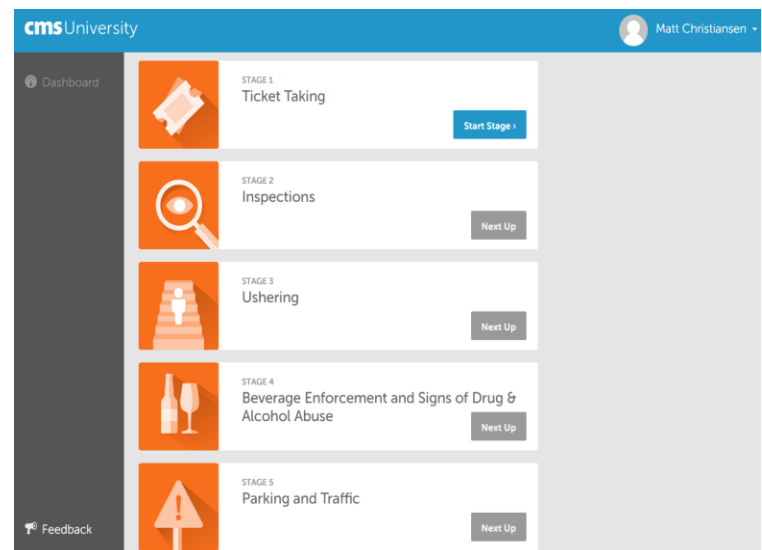 cmsUniversity
Matt Christiansen
Dashboard
STAGE 1
Ticket Taking
Start Stage ›
STAGE 2
Inspections
Next Up
STAGE 3
Ushering
Next Up
STAGE 4
Beverage Enforcement and Signs of Drug &
Alcohol Abuse
Next Up
STAGE 5
Parking and Traffic
Next Up
Feedback